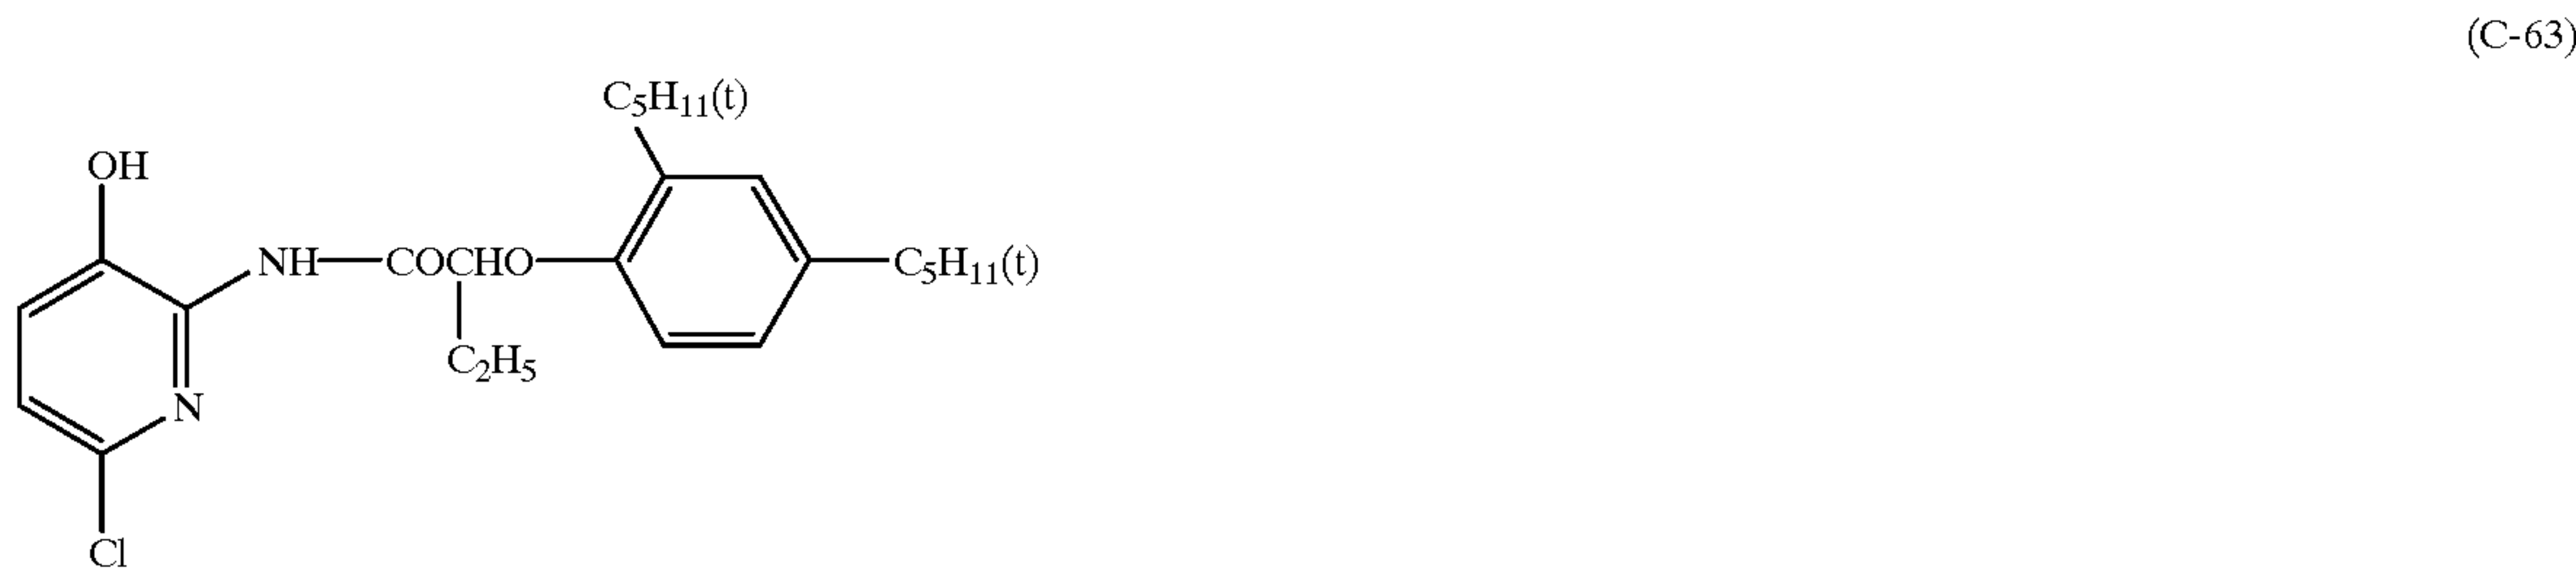 (C-63)
C5H11(t)
OH
NH COCHO C5H11(t)
C2H5
N
Cl